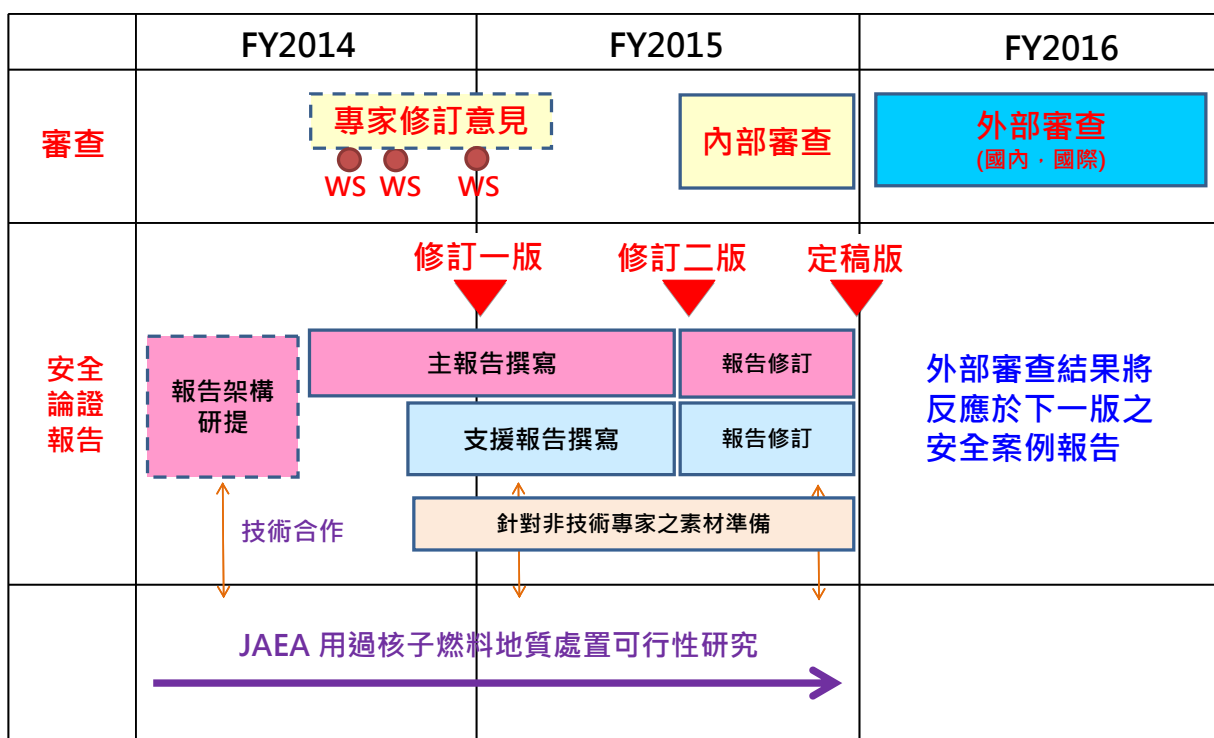 FY2014
FY2015
FY2016
審查
專家修訂意見
WS
WS
WS
內部審查
外部審查
(國內．國際)
修訂一版
修訂二版
定稿版
安全
論證
報告
報告架構
研提
主報告撰寫
報告修訂
支援報告撰寫
報告修訂
針對非技術專家之素材準備
技術合作
外部審查結果將
反應於下一版之
安全案例報告
JAEA 用過核子燃料地質處置可行性研究